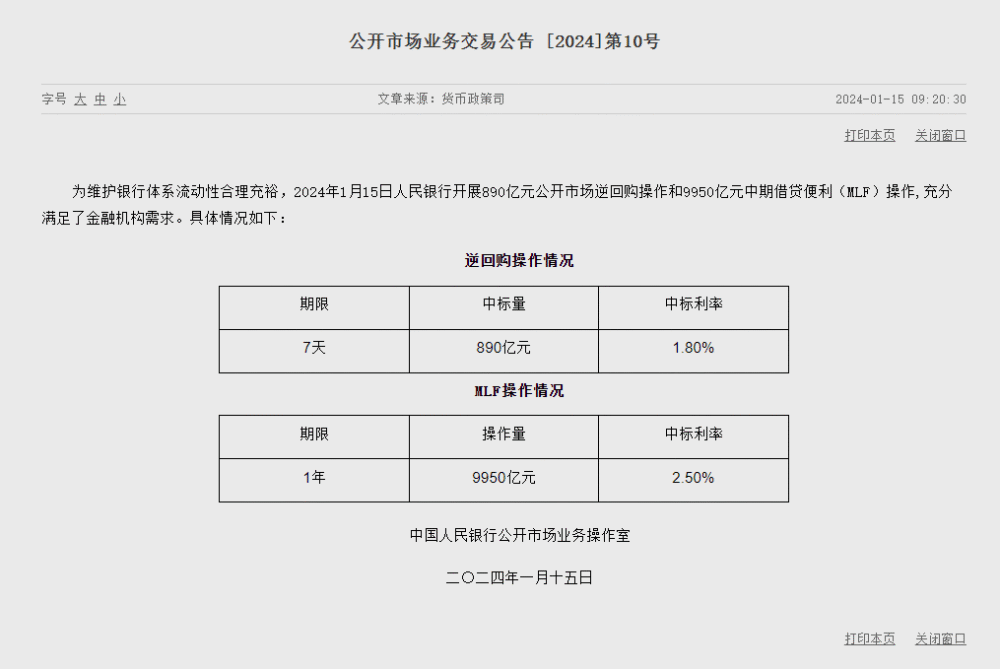 公开市场业务交易公告 [2024]第10号
字号 大 中 小 文章来源：货币政策司 2024-01-15 09:20:30
打印本页 关闭窗口
为维护银行体系流动性合理充裕，2024年1月15日人民银行开展890亿元公开市场逆回购操作和9950亿元中期借贷便利（MLF）操作,充分
满足了金融机构需求。具体情况如下：
逆回购操作情况
期限 中标量 中标利率
7天 890亿元 1.80%
MLF操作情况
期限 操作量 中标利率
1年 9950亿元 2.50%
中国人民银行公开市场业务操作室
二〇二四年一月十五日
打印本页 关闭窗口